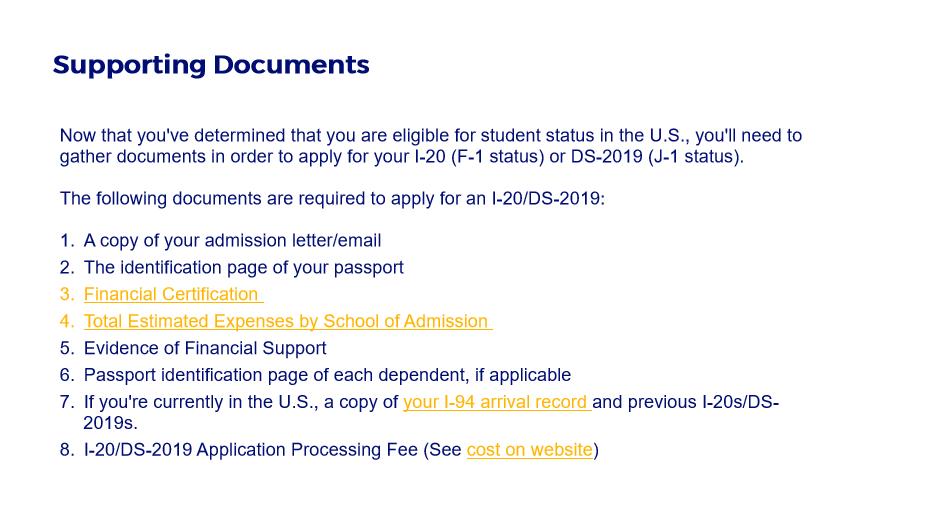 Supporting Documents
Now that you've determined that you are eligible for student status in the U.S., you'll need to
gather documents in order to apply for your I-20 (F-1 status) or DS-2019 (J-1 status).
The following documents are required to apply for an I-20/DS-2019:
1. A copy of your admission letter/email
2. The identification page of your passport
3. Financial Certification
4. Total Estimated Expenses by School of Admission
5. Evidence of Financial Support
6. Passport identification page of each dependent, if applicable
7. If you're currently in the U.S., a copy of your I-94 arrival record and previous I-20s/DS-
2019s.
8. I-20/DS-2019 Application Processing Fee (See cost on website)